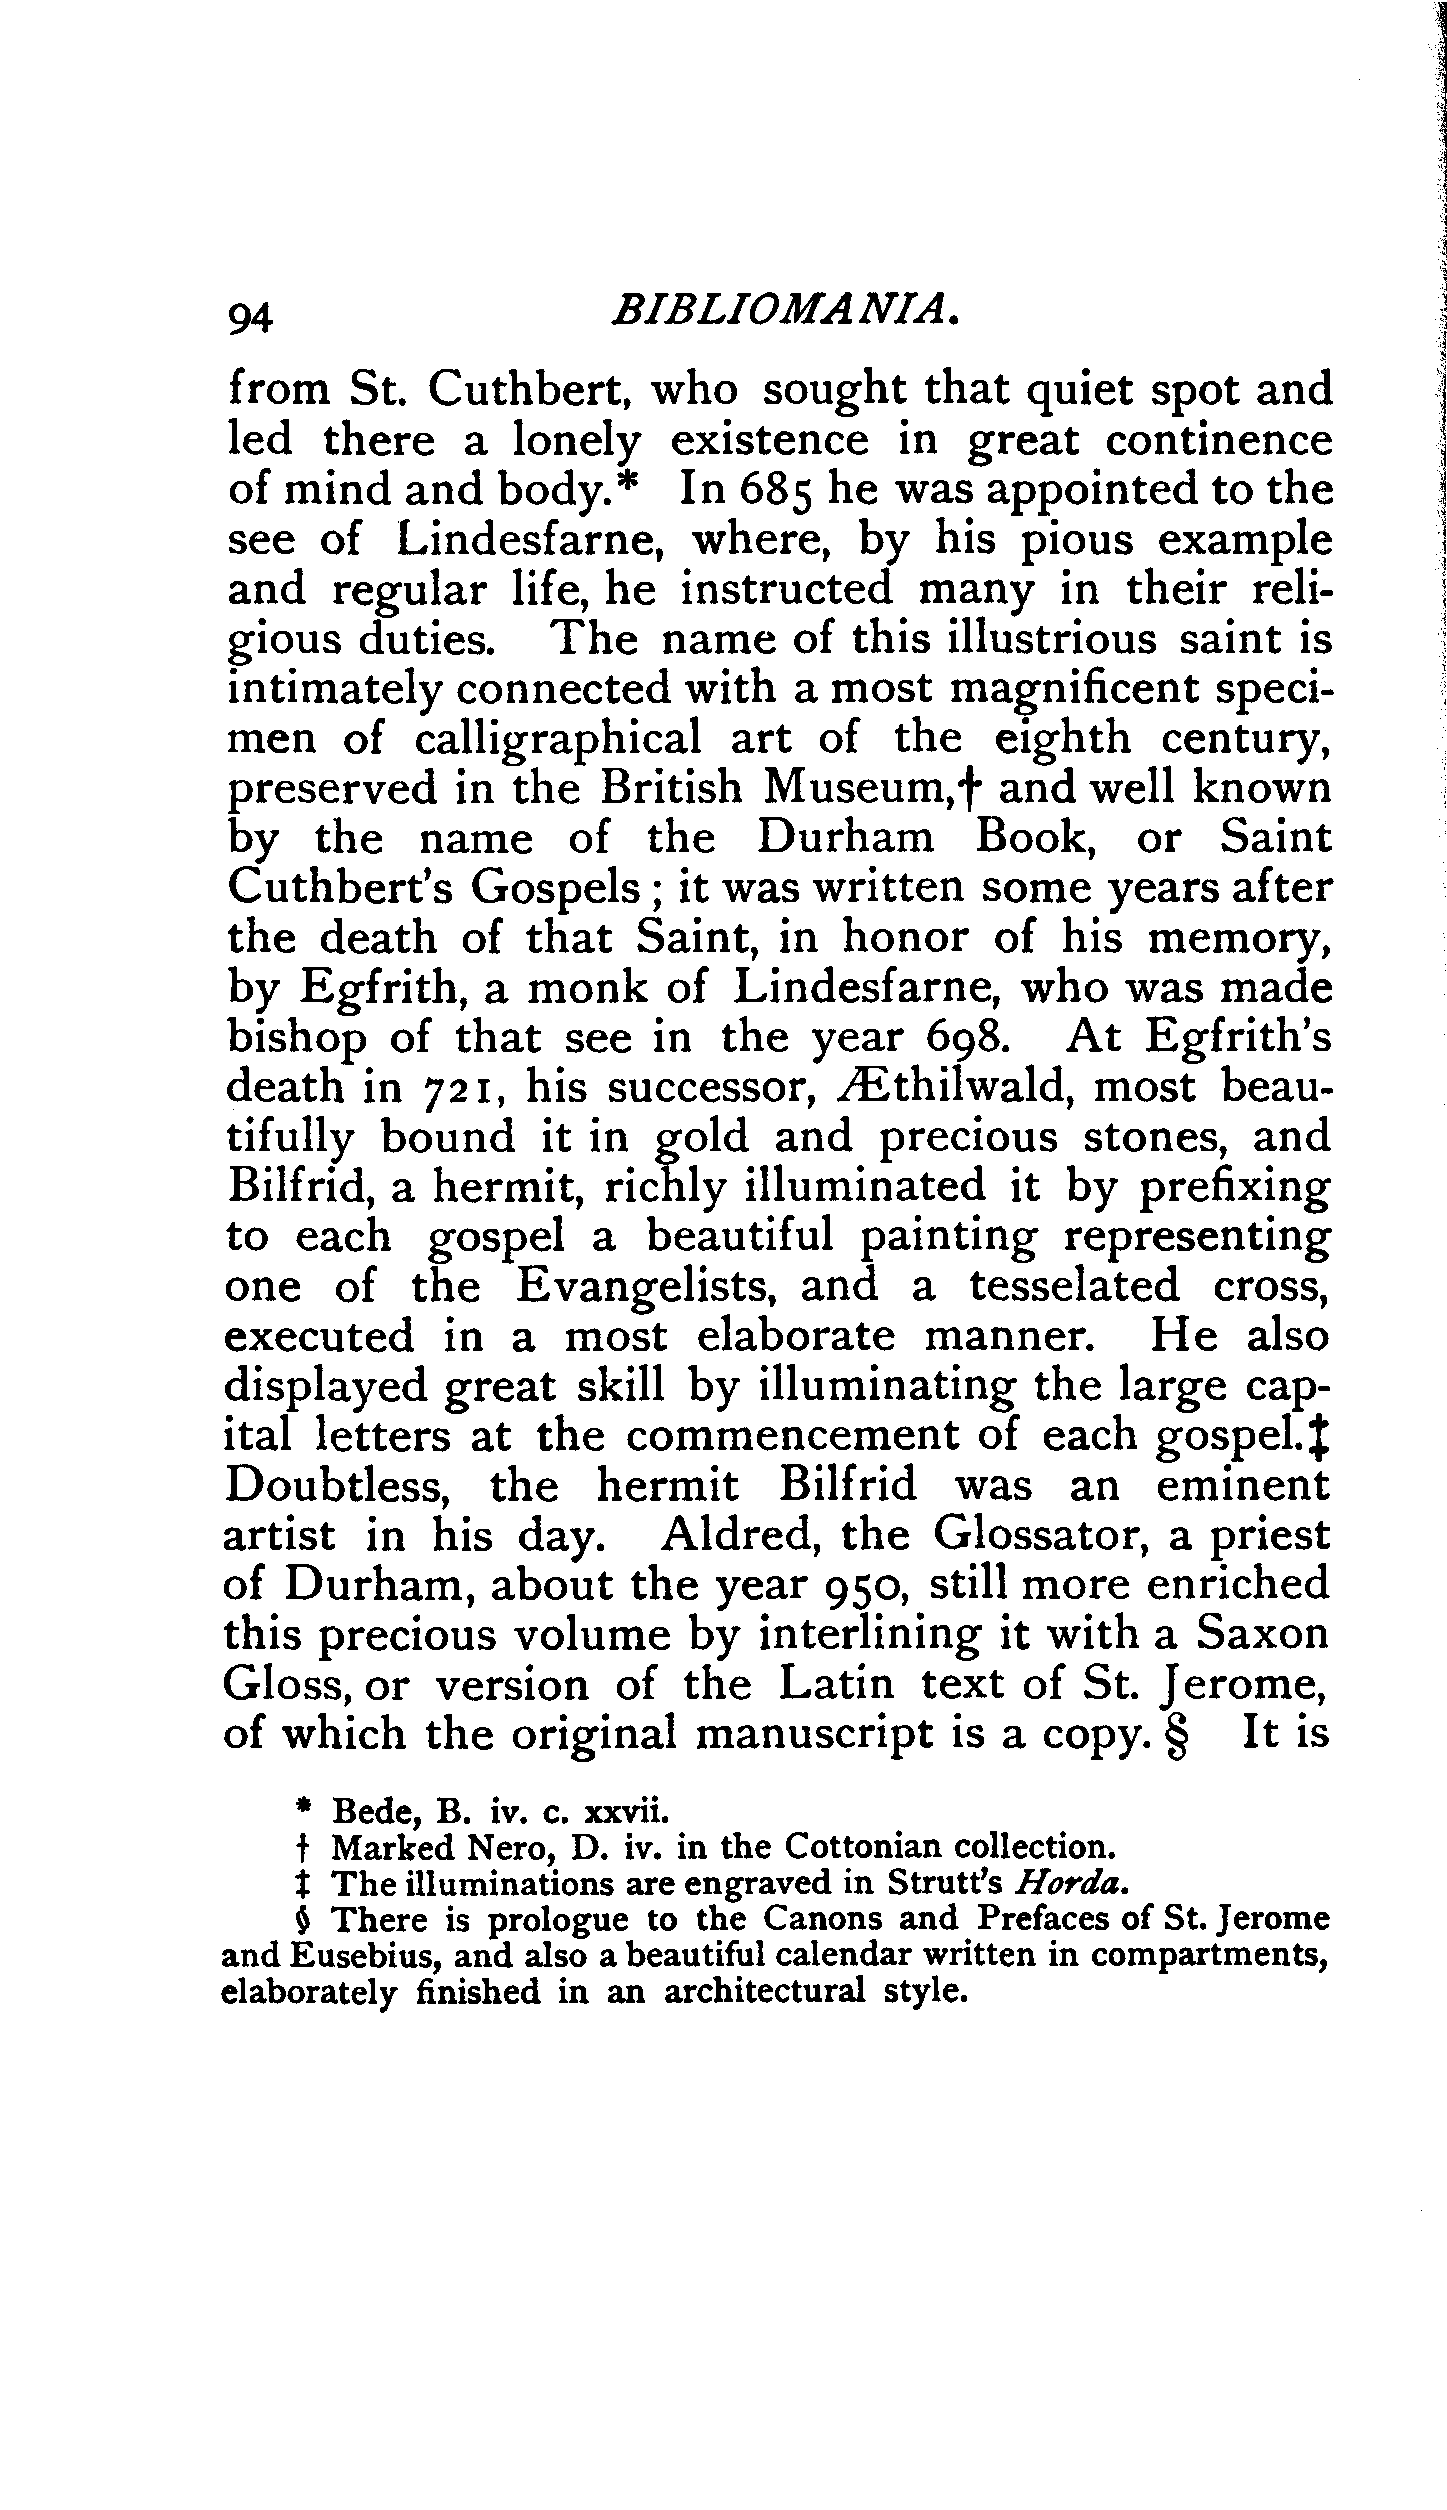 94 BIBLIOMANIA.
from St. Cuthbert, who sought that quiet spot and
led there a lonely existence in great continence
of mind and body.* In 685 he was appointed to the
see of Lindesfarne, where, by his pious example
and regular life, he instructed many in their reli-
gious duties. The name of this illustrious saint is
intimately connected with a most magnificent speci-
men of calligraphical art of the eighth century,
preserved in the British Museum,† and well known
by the name of the Durham Book, or Saint
Cuthbert's Gospels ; it was written some years after
the death of that Saint, in honor of his memory,
by Egfrith, a monk of Lindesfarne, who was made
bishop of that see in the year 698. At Egfrith's
death in 721, his successor, Æthilwald, most beau-
tifully bound it in gold and precious stones, and
Bilfrid, a hermit, richly illuminated it by prefixing
to each gospel a beautiful painting representing
one of the Evangelists, and a tesselated cross,
executed in a most elaborate manner. He also
displayed great skill by illuminating the large cap-
ital letters at the commencement of each gospel.‡
Doubtless, the hermit Bilfrid was an eminent
artist in his day. Aldred, the Glossator, a priest
of Durham, about the year 950, still more enriched
this precious volume by interlining it with a Saxon
Gloss, or version of the Latin text of St. Jerome,
of which the original manuscript is a copy. § It is
* Bede, B. iv. c. xxvii.
† Marked Nero, D. iv. in the Cottonian collection.
‡ The illuminations are engraved in Strutt's Horda.
§ There is prologue to the Canons and Prefaces of St. Jerome
and Eusebius, and also a beautiful calendar written in compartments,
elaborately finished in an architectural style.